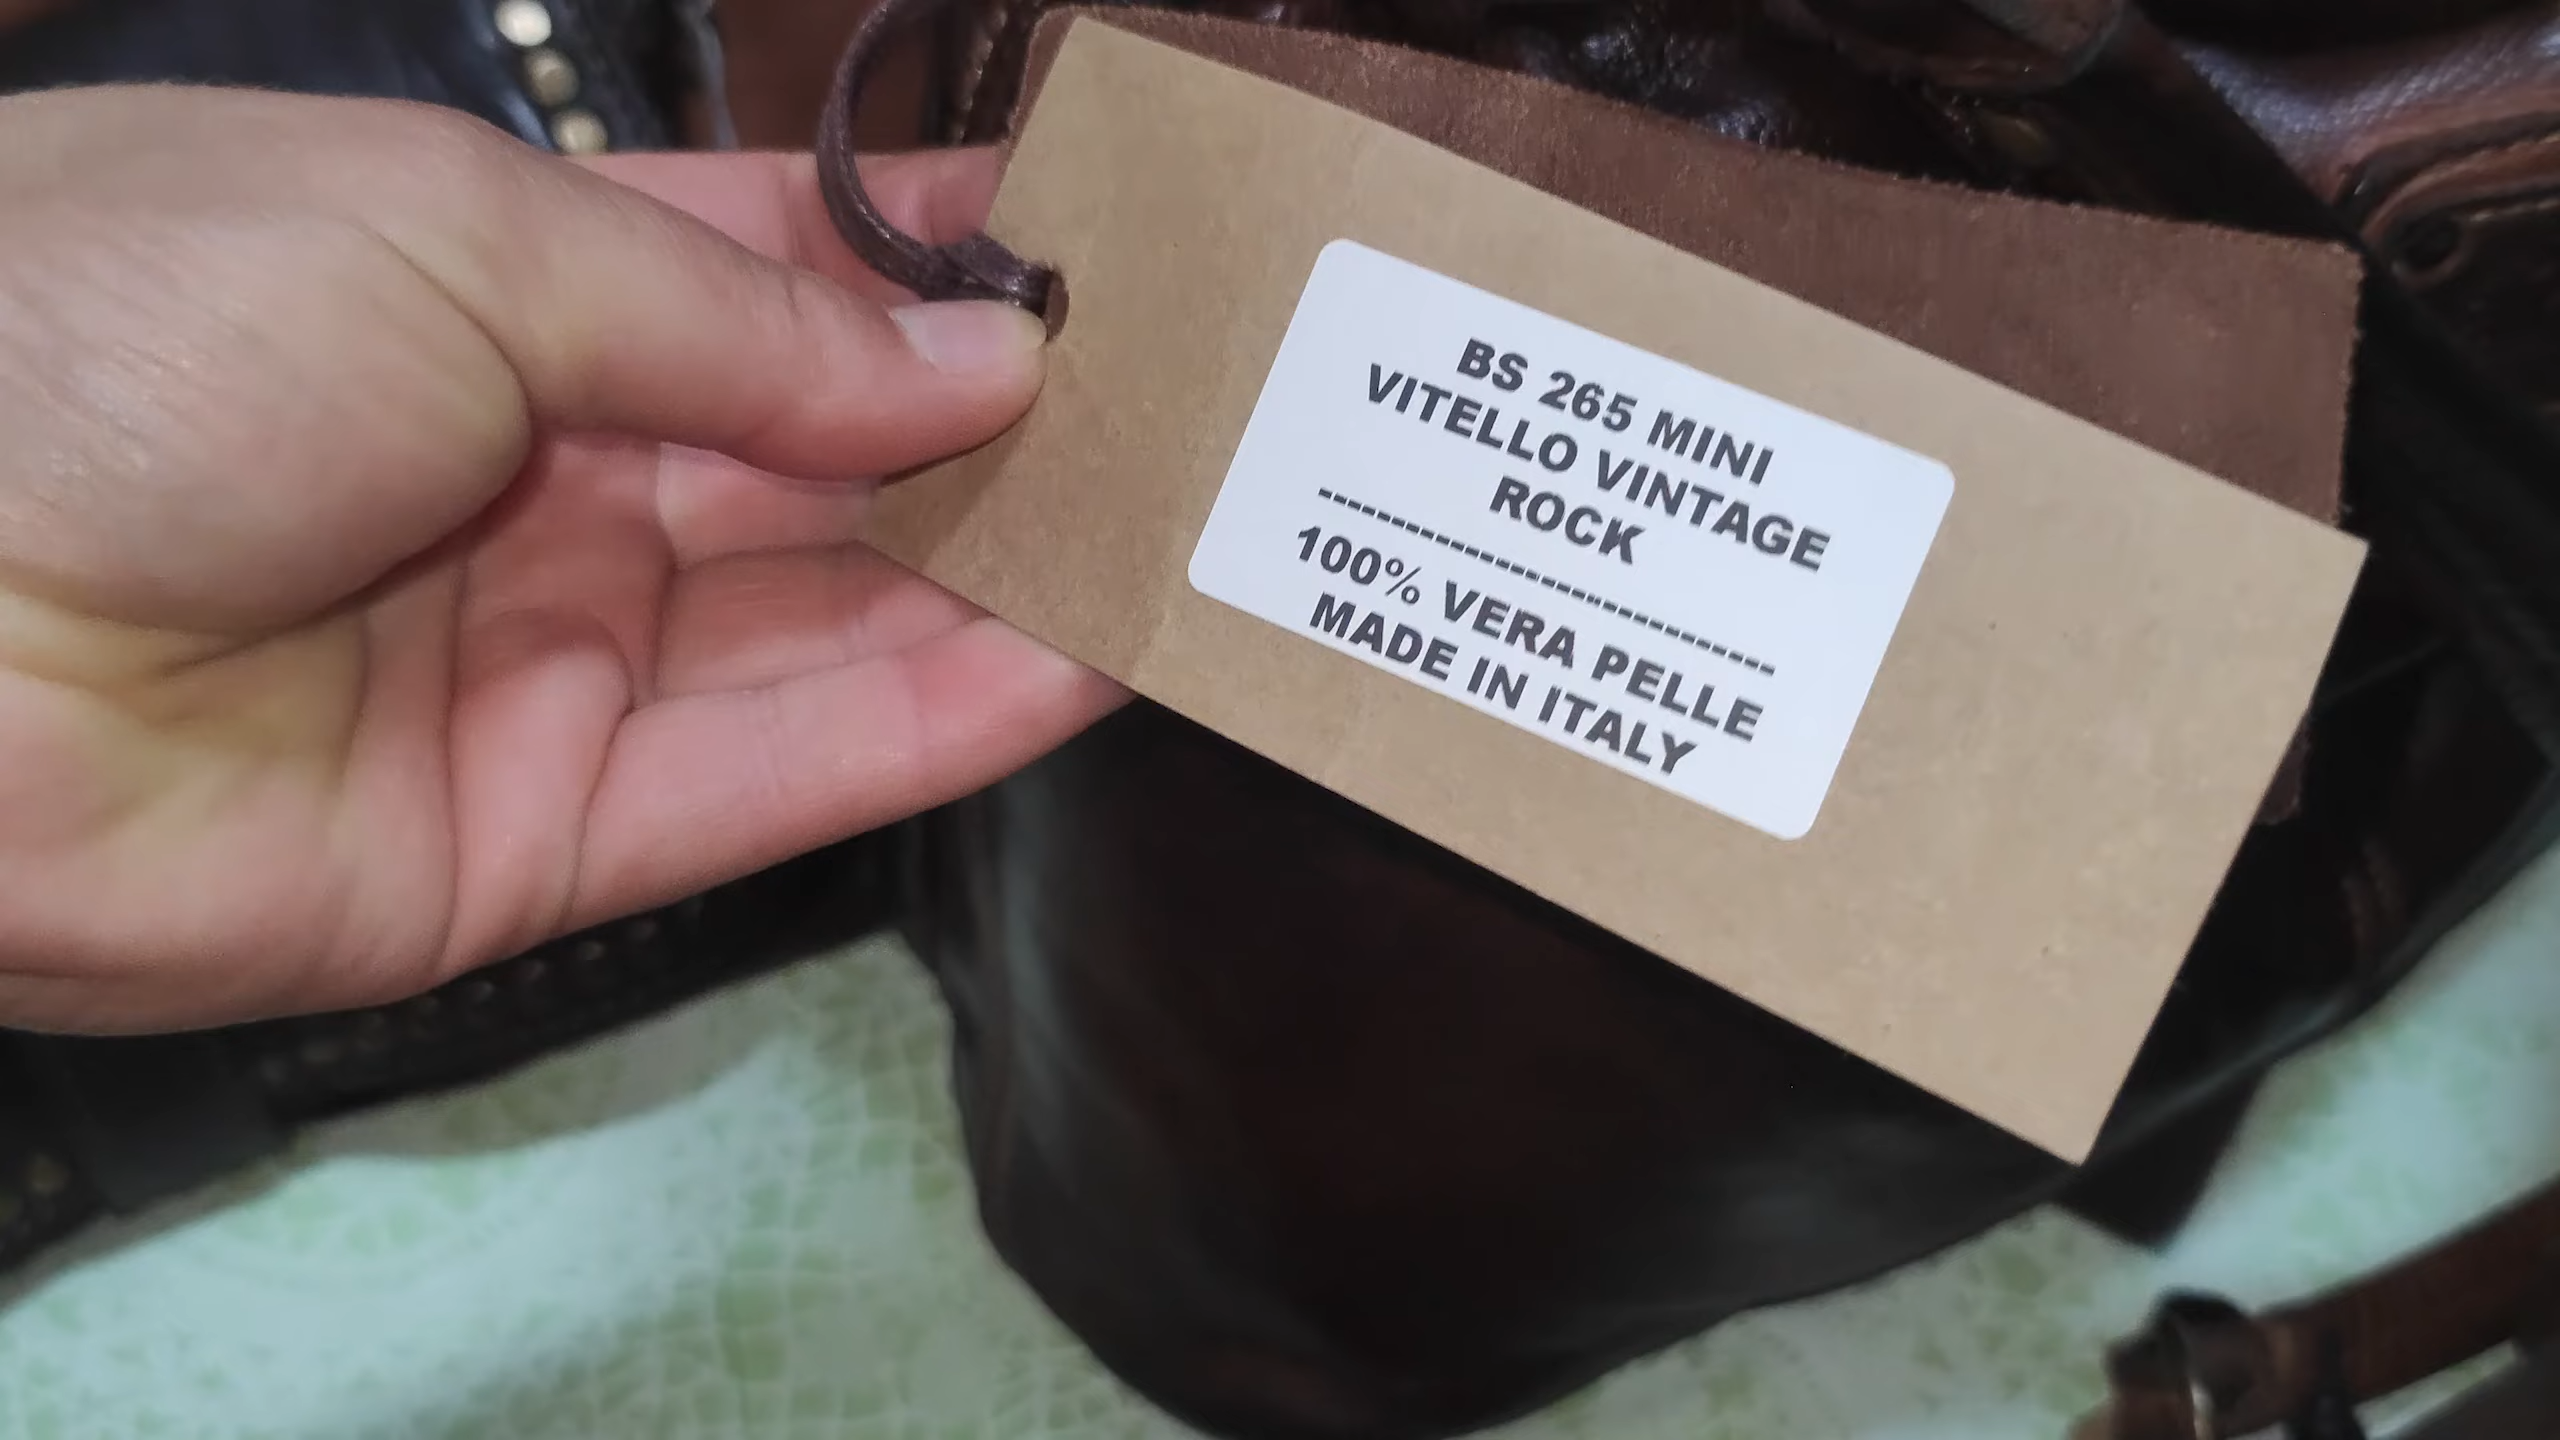 BS 265 MINI
VITELLO VINTAGE
ROCK
--------------------------------
100% VERA PELLE
MADE IN ITALY